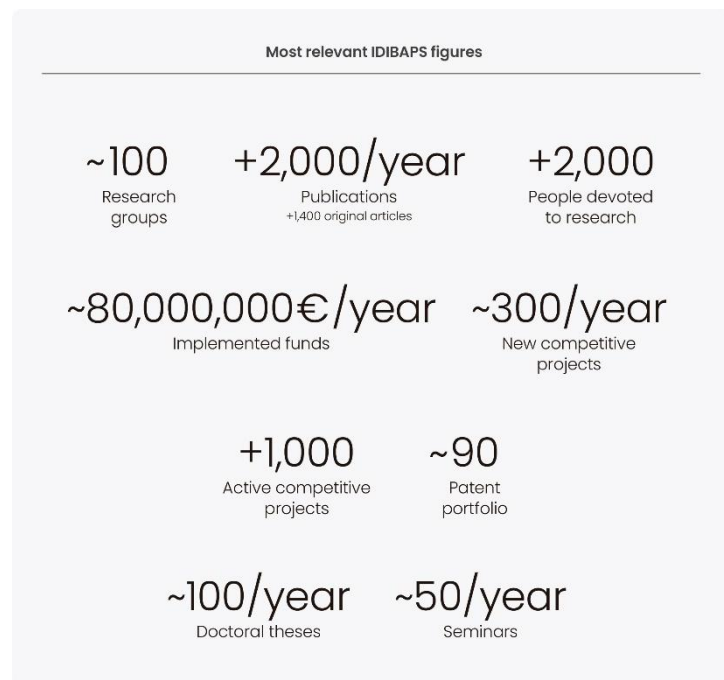 Most relevant IDIBAPS figures
~100
Research
groups
+2,000/year
Publications
+1,400 original articles
+2,000
People devoted
to research
~80,000,000€/year
Implemented funds
~300/year
New competitive
projects
+1,000
Active competitive
projects
~90
Patent
portfolio
~100/year
Doctoral theses
~50/year
Seminars